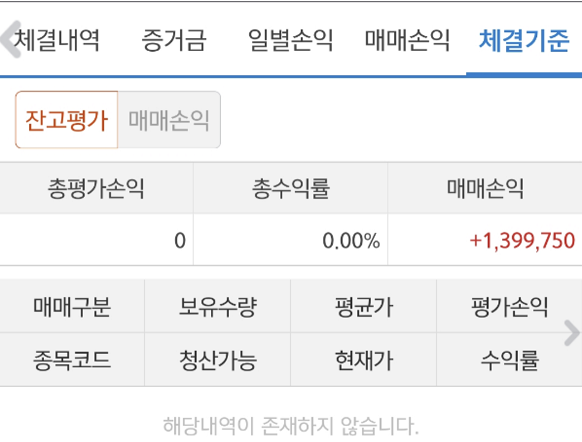 체결내역 증거금 일별손익 매매손익 체결기준
잔고평가 매매손익
총평가손익 총수익률 매매손익
0 0.00% +1,399,750
매매구분 보유수량 평균가 평가손익
종목코드 청산가능 현재가 수익률
해당내역이 존재하지 않습니다.